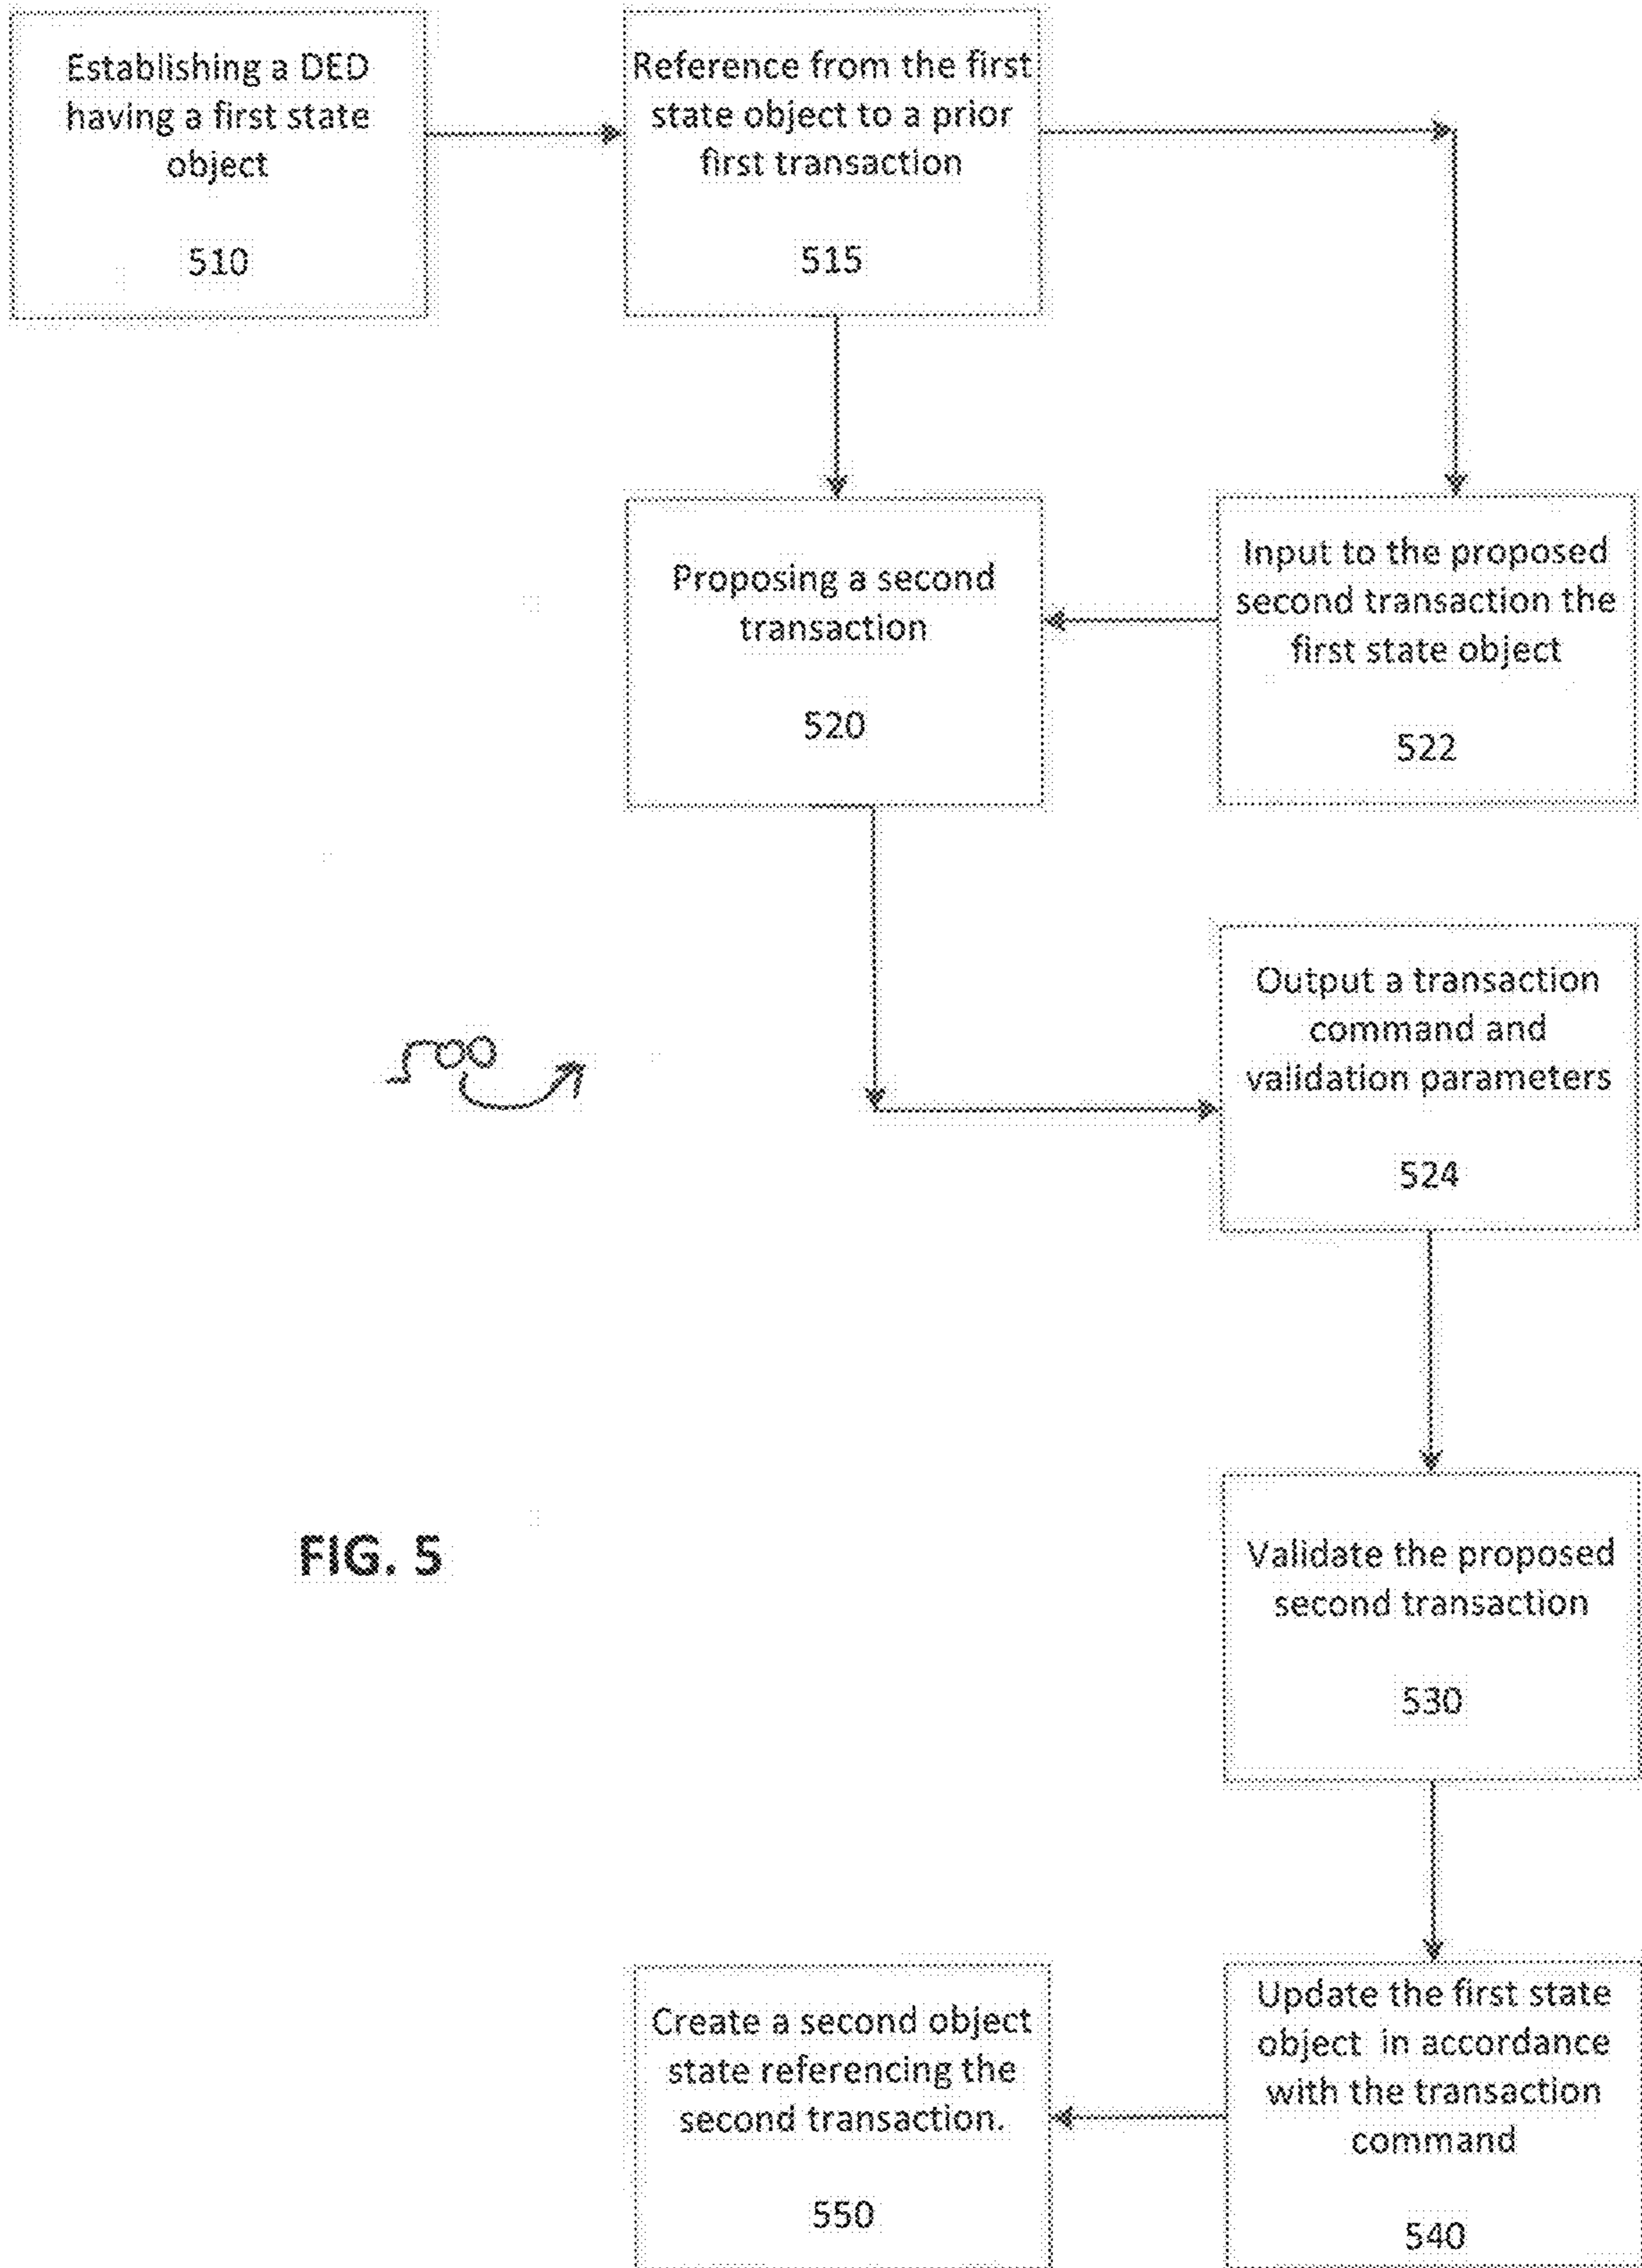 Establishing a DED
having a first state
object
510
Reference from the first
state object to a prior
first transaction
515
Proposing a second
transaction
520
Input to the proposed
second transaction the
first state object
522
Output a transaction
command and
validation parameters
524
500
FIG. 5
Validate the proposed
second transaction
530
Update the first state
object in accordance
with the transaction
command
540
Create a second object
state referencing the
second transaction.
550